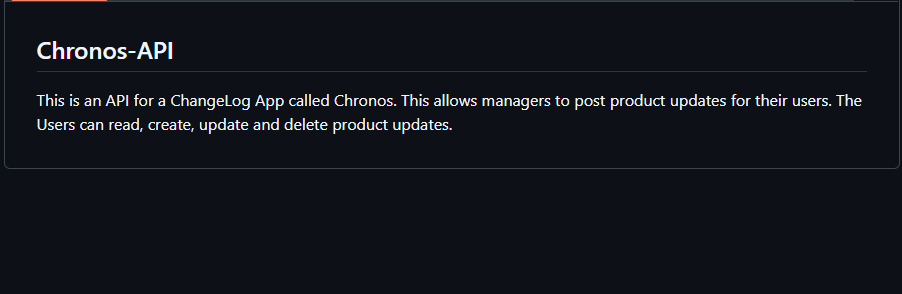 Chronos-API
This is an API for a ChangeLog App called Chronos. This allows managers to post product updates for their users. The
Users can read, create, update and delete product updates.